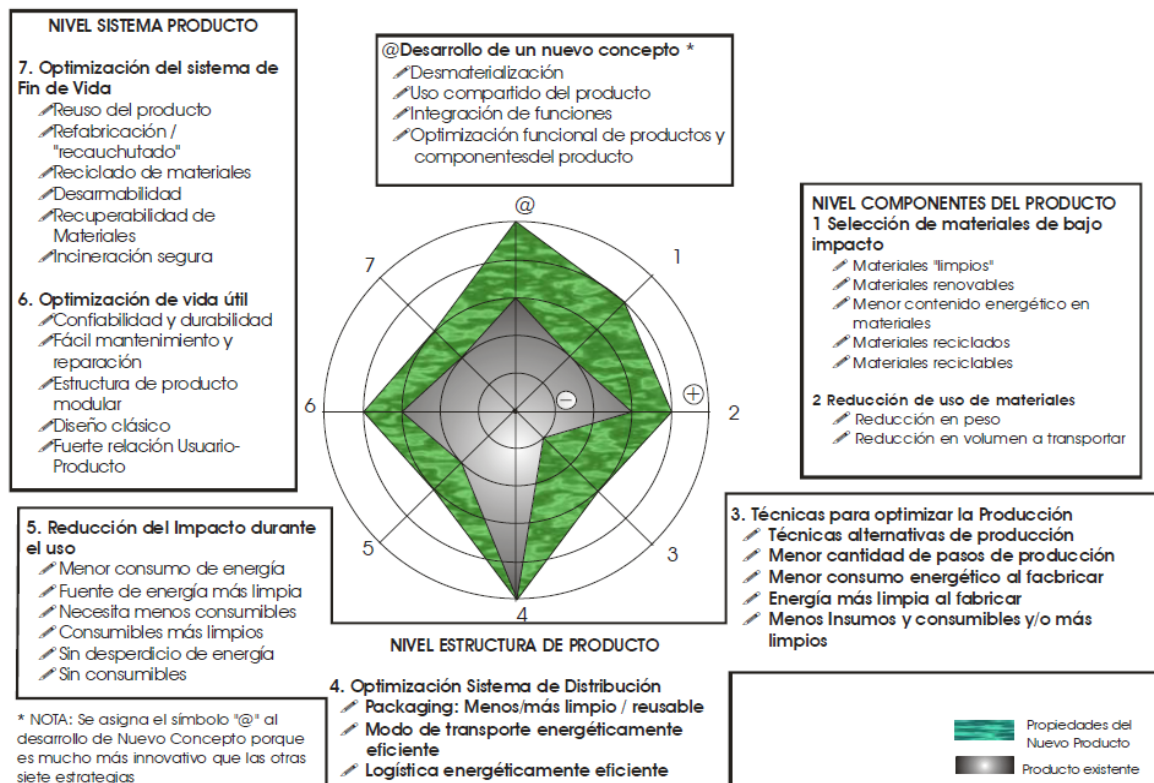 NIVEL SISTEMA PRODUCTO
7. Optimización del sistema de
Fin de Vida
Reuso del producto
Refabricación /
"recauchutado"
Reciclado de materiales
Desarmabilidad
Recuperabilidad de
Materiales
Incineración segura
6. Optimización de vida útil
Confiabilidad y durabilidad
Fácil mantenimiento y
reparación
Estructura de producto
modular
Diseño clásico
Fuerte relación Usuario-
Producto
@Desarrollo de un nuevo concepto *
Desmaterialización
Uso compartido del producto
Integración de funciones
Optimización funcional de productos y
componentesdel producto
NIVEL COMPONENTES DEL PRODUCTO
1 Selección de materiales de bajo
impacto
Materiales "limpios"
Materiales renovables
Menor contenido energético en
materiales
Materiales reciclados
Materiales reciclables
2 Reducción de uso de materiales
Reducción en peso
Reducción en volumen a transportar
@
7
1
6
−
+
2
5
3
4
5. Reducción del Impacto durante
el uso
Menor consumo de energía
Fuente de energía más limpia
Necesita menos consumibles
Consumibles más limpios
Sin desperdicio de energía
Sin consumibles
* NOTA: Se asigna el símbolo "@" al
desarrollo de Nuevo Concepto porque
es mucho más innovativo que las otras
siete estrategias
NIVEL ESTRUCTURA DE PRODUCTO
4. Optimización Sistema de Distribución
Packaging: Menos/más limpio / reusable
Modo de transporte energéticamente
eficiente
Logística energéticamente eficiente
3. Técnicas para optimizar la Producción
Técnicas alternativas de producción
Menor cantidad de pasos de producción
Menor consumo energético al facbricar
Energía más limpia al fabricar
Menos Insumos y consumibles y/o más
limpios
Propiedades del
Nuevo Producto
Producto existente